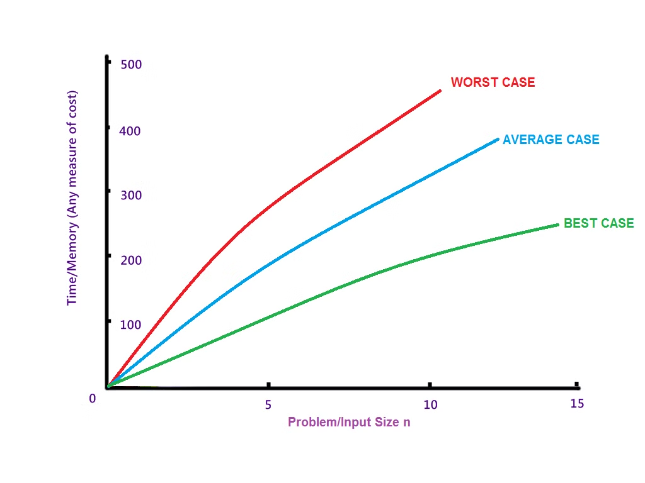 500
WORST CASE
400
AVERAGE CASE
300
BEST CASE
200
100
Time/Memory (Any measure of cost)
0
5
10
15
Problem/Input Size n